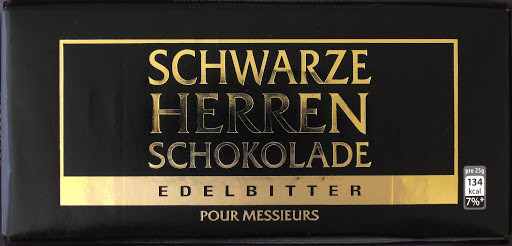 SCHWARZE
HERREN
SCHOKOLADE
EDELBITTER
POUR MESSIEURS
pro 25g
134
kcal
7%*